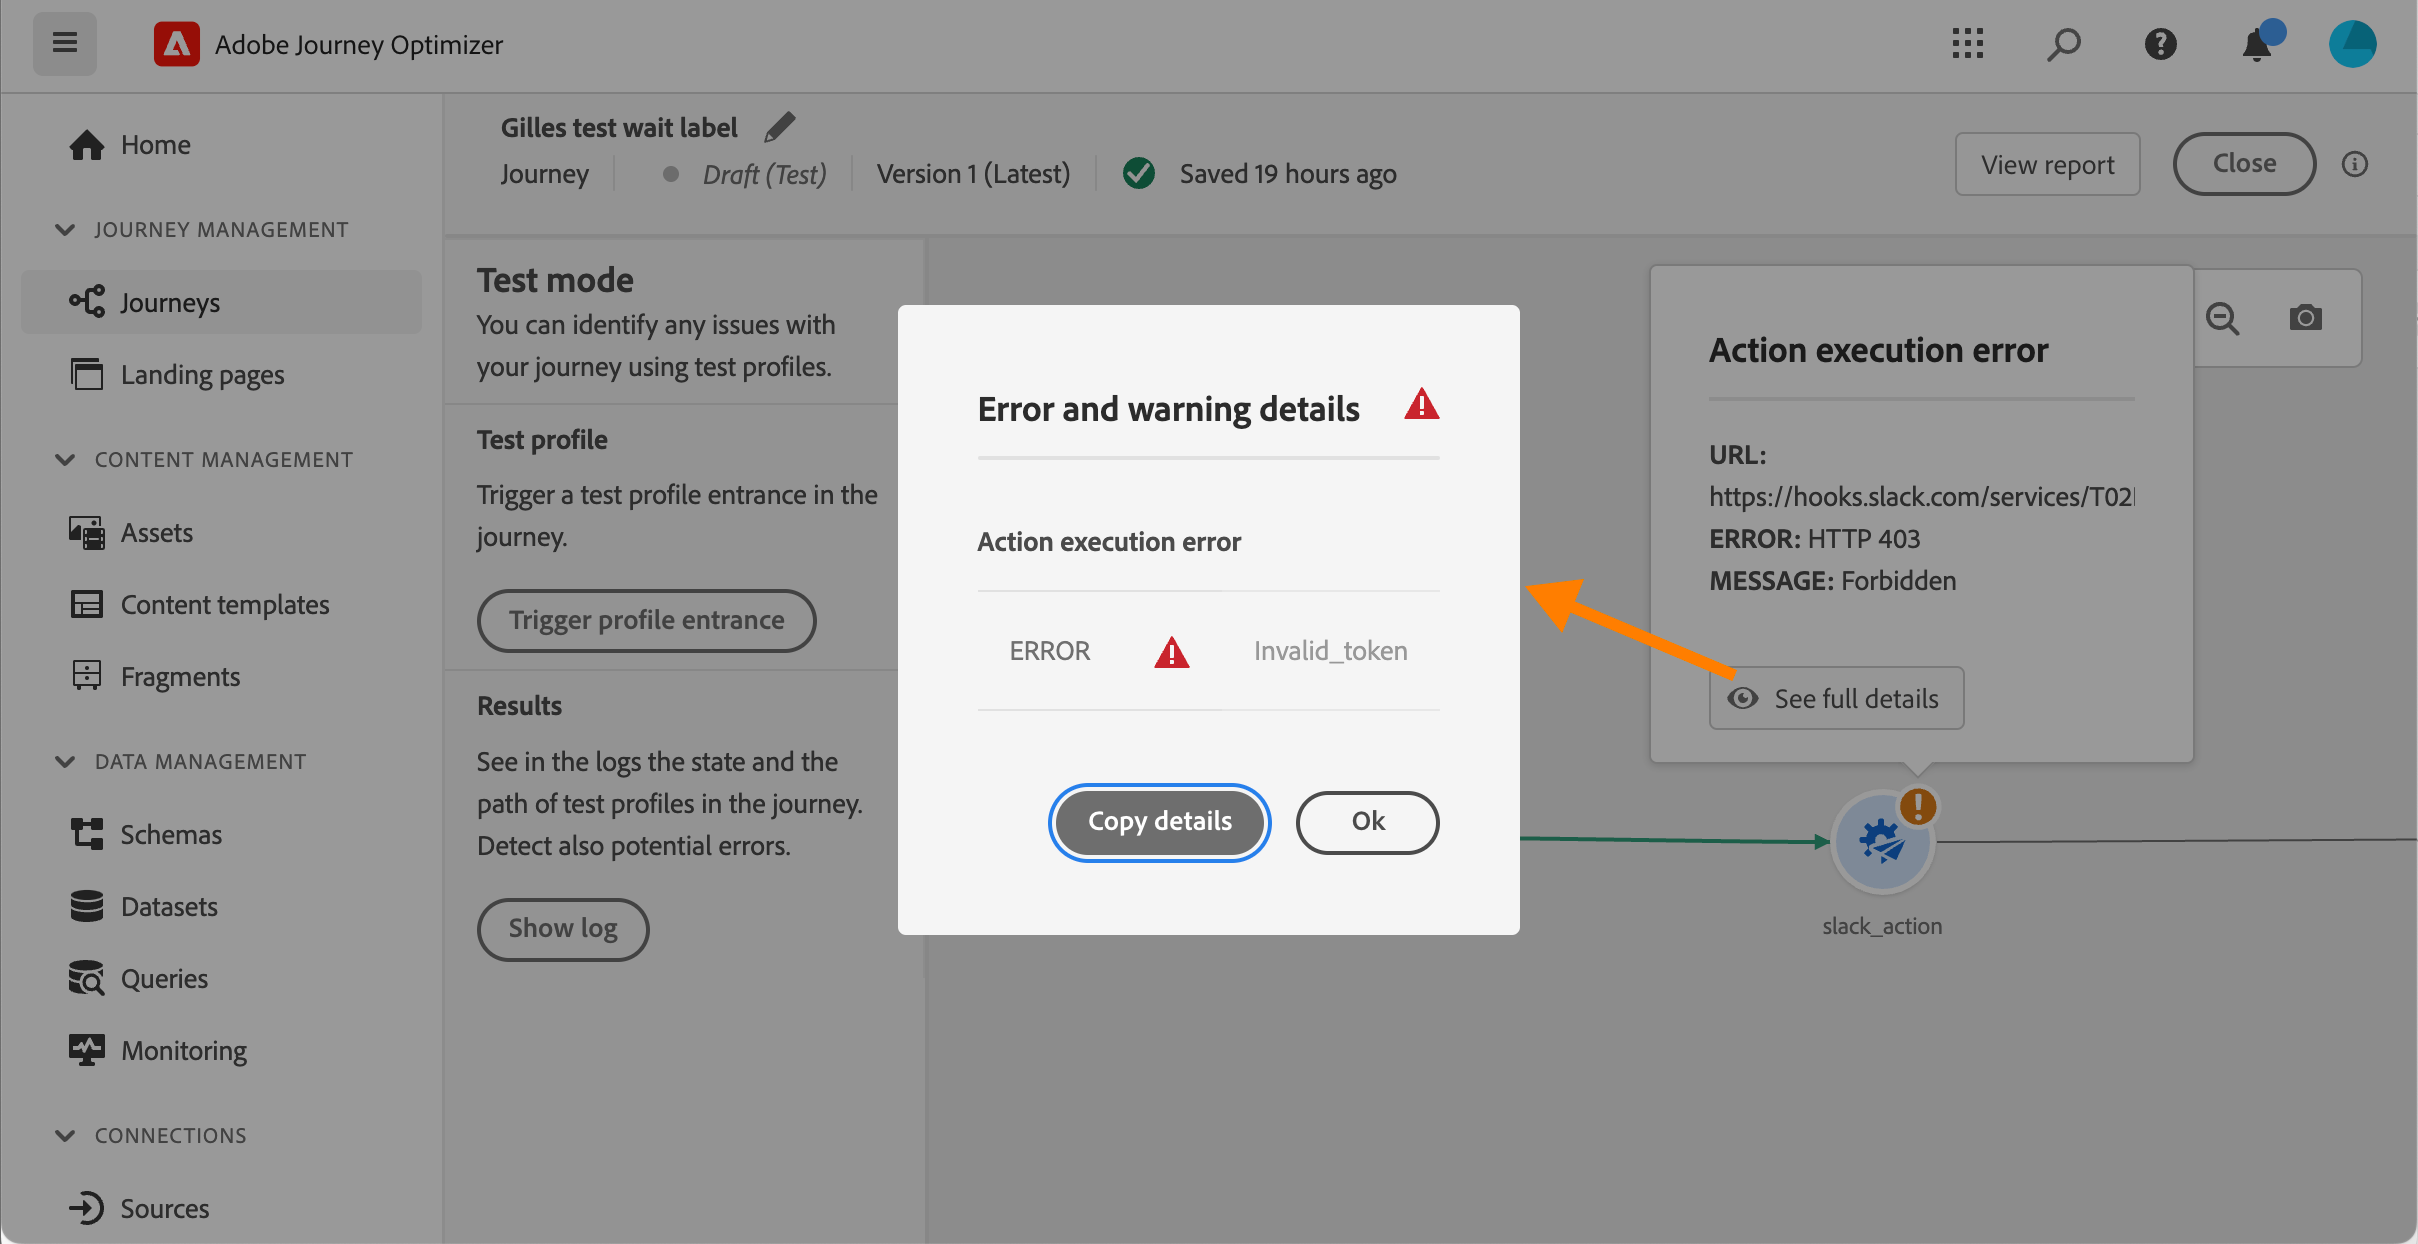 Adobe Journey Optimizer
Home
JOURNEY MANAGEMENT
Journeys
Landing pages
CONTENT MANAGEMENT
Assets
Content templates
Fragments
DATA MANAGEMENT
Schemas
Datasets
Queries
Monitoring
CONNECTIONS
Sources
Gilles test wait label
Journey
Draft (Test)
Version 1 (Latest)
Saved 19 hours ago
View report
Close
Test mode
You can identify any issues with
your journey using test profiles.
Test profile
Trigger a test profile entrance in the
journey.
Trigger profile entrance
Results
See in the logs the state and the
path of test profiles in the journey.
Detect also potential errors.
Show log
Error and warning details
Action execution error
ERROR
Invalid_token
Copy details
Ok
Action execution error
URL:
https://hooks.slack.com/services/T02
ERROR: HTTP 403
MESSAGE: Forbidden
See full details
slack_action